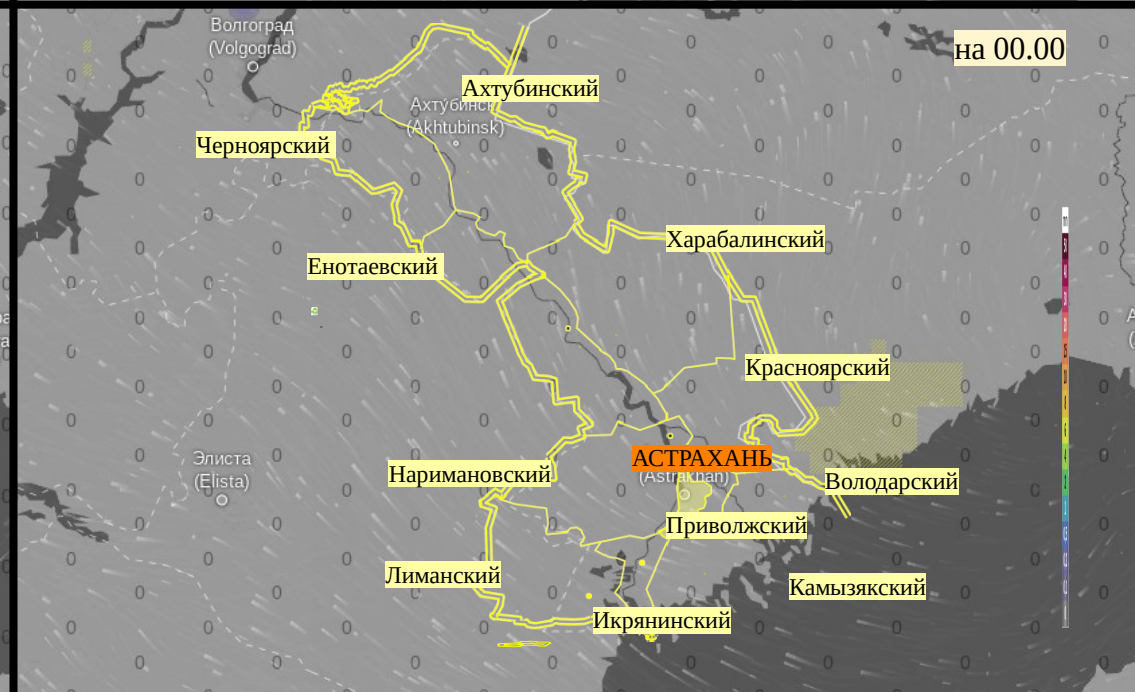 Волгоград
(Volgograd)
на 00.00
Ахтубинский
Ахтубинск
(Akhtubinsk)
Черноярский
Харабалинский
Енотаевский
Красноярский
АСТРАХАНЬ
(Astrakhan)
Элиста
(Elista)
Наримановский
Володарский
Приволжский
Лиманский
Камызякский
Икрянинский